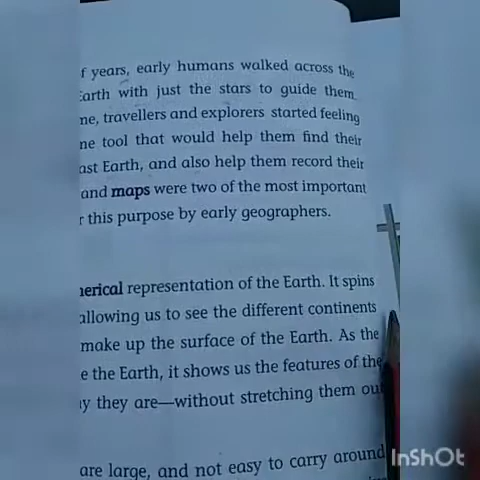 f years, early humans walked across the
Earth with just the stars to guide them.
me, travellers and explorers started feeling
ne tool that would help them find their
ast Earth, and also help them record their
and maps were two of the most important
r this purpose by early geographers.
herical representation of the Earth. It spins
allowing us to see the different continents
make up the surface of the Earth. As the
e the Earth, it shows us the features of the
ay they are—without stretching them ou
are large, and not easy to carry around
InShOt